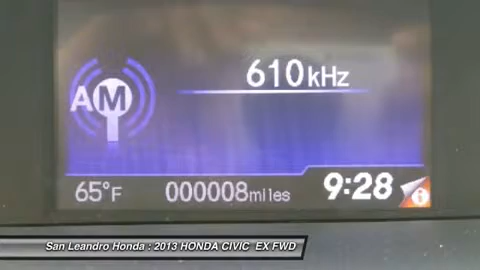 610kHz
AM
65°F 000008miles 9:28 i
San Leandro Honda : 2013 HONDA CIVIC EX FWD